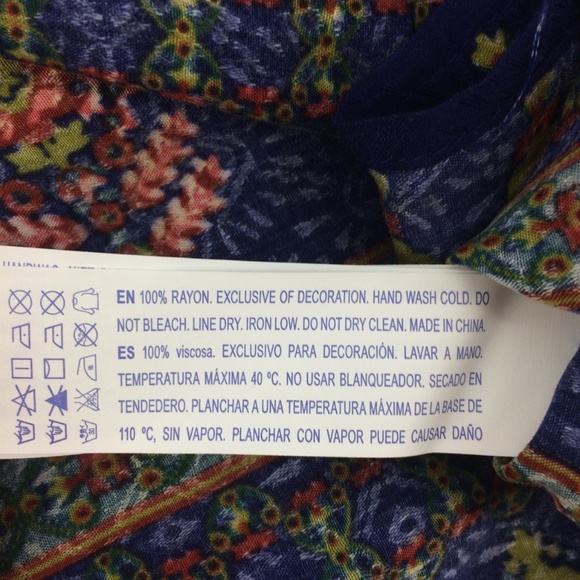 EN 100% RAYON. EXCLUSIVE OF DECORATION. HAND WASH COLD. DO
NOT BLEACH. LINE DRY. IRON LOW. DO NOT DRY CLEAN. MADE IN CHINA.
ES 100% viscosa. EXCLUSIVO PARA DECORACIÓN. LAVAR A MANO.
TEMPERATURA MÁXIMA 40 ºC. NO USAR BLANQUEADOR. SECADO EN
TENDEDERO. PLANCHAR A UNA TEMPERATURA MÁXIMA DE LA BASE DE
110 ºC, SIN VAPOR. PLANCHAR CON VAPOR PUEDE CAUSAR DAÑO